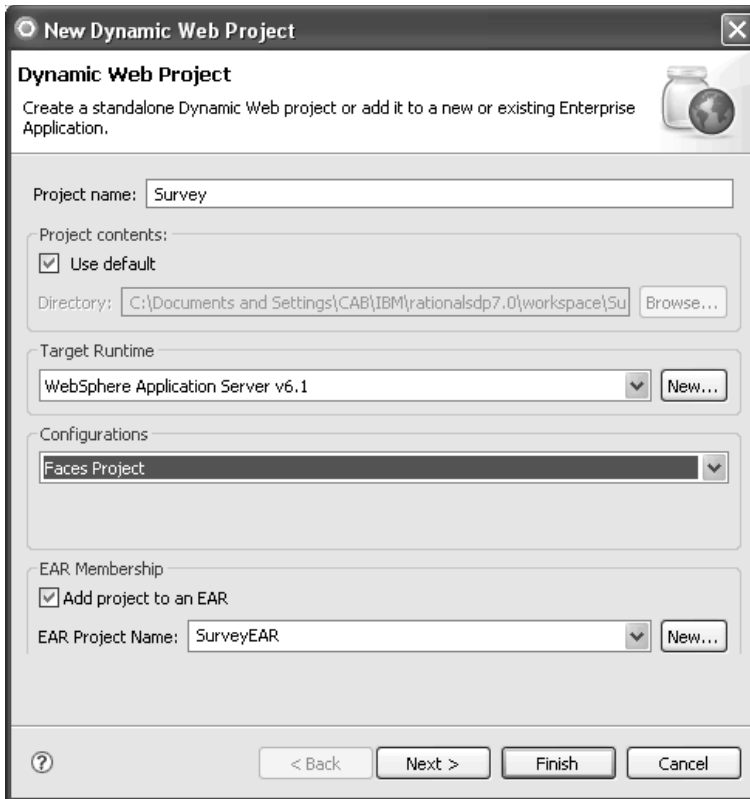 New Dynamic Web Project
Dynamic Web Project
Create a standalone Dynamic Web project or add it to a new or existing Enterprise
Application.
Project name: Survey
Project contents:
Use default
Directory: C:\Documents and Settings\CAB\IBM\rationalsdp7.0\workspace\Su Browse...
Target Runtime
WebSphere Application Server v6.1 New...
Configurations
Faces Project
EAR Membership
Add project to an EAR
EAR Project Name: SurveyEAR New...
? < Back Next > Finish Cancel